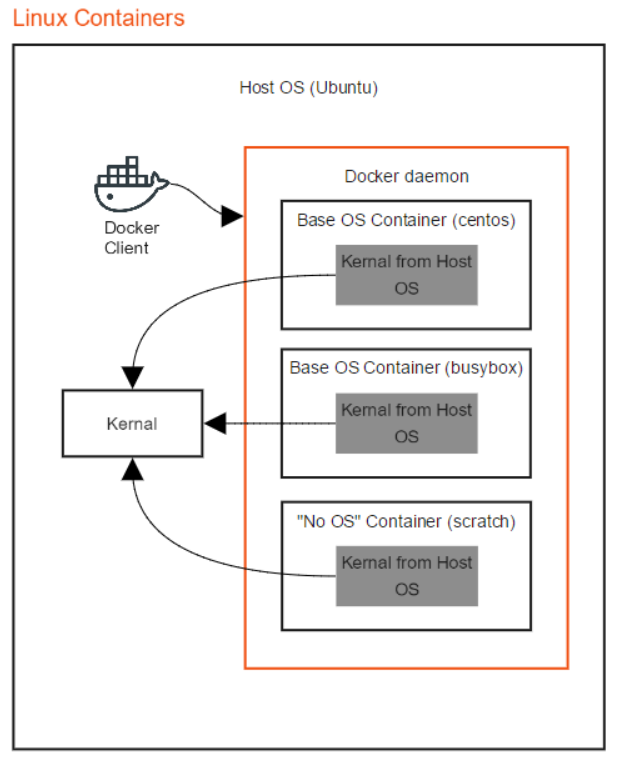 Linux Containers
Host OS (Ubuntu)
Docker
Client
Docker daemon
Base OS Container (centos)
Kernal from Host
OS
Base OS Container (busybox)
Kernal from Host
OS
Kernal
"No OS" Container (scratch)
Kernal from Host
OS